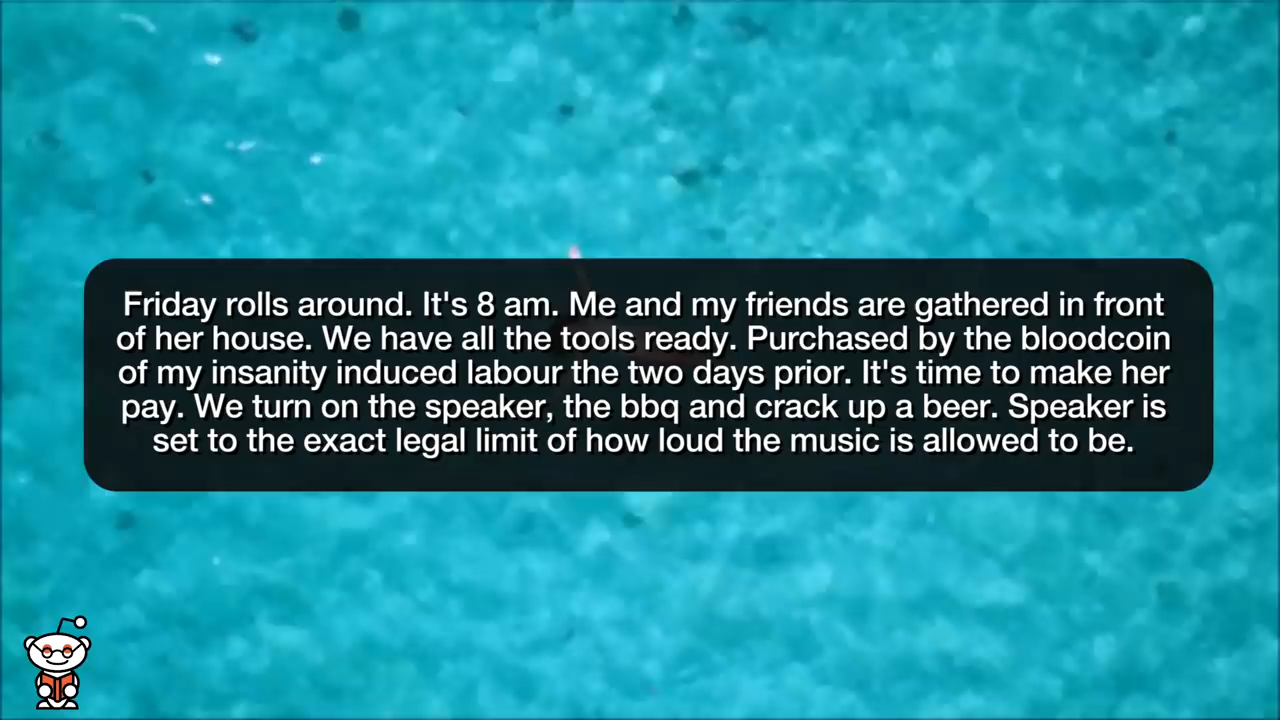 Friday rolls around. It's 8 am. Me and my friends are gathered in front
of her house. We have all the tools ready. Purchased by the bloodcoin
of my insanity induced labour the two days prior. It's time to make her
pay. We turn on the speaker, the bbq and crack up a beer. Speaker is
set to the exact legal limit of how loud the music is allowed to be.